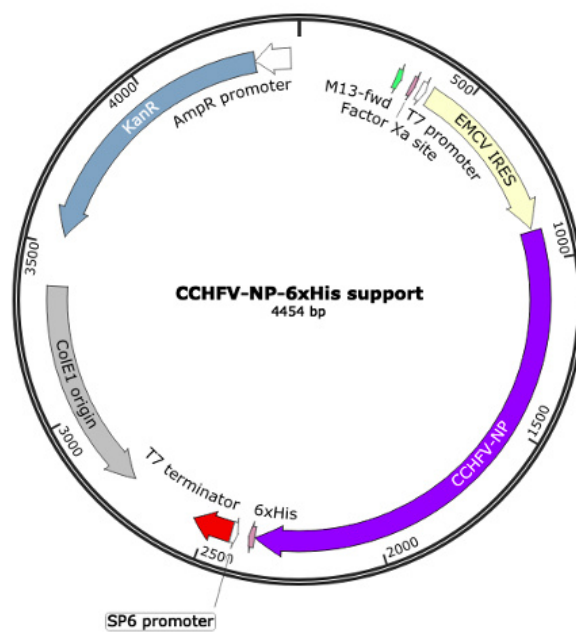 4000
KanR
AmpR promoter
M13-fwd
Factor Xa site
T7 promoter
500
EMCV IRES
3500
1000
CCHFV-NP-6xHis support
4454 bp
ColE1 origin
CCHFV-NP
1500
3000
T7 terminator
6xHis
2500
2000
SP6 promoter